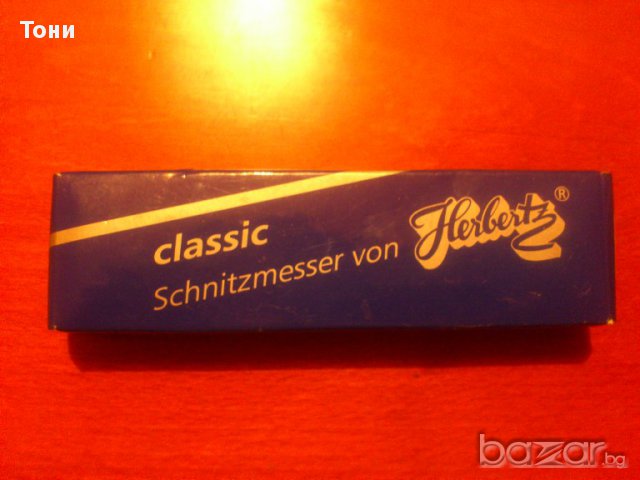 Тони
classic
Schnitzmesser von Herbertz®
bazar.bg